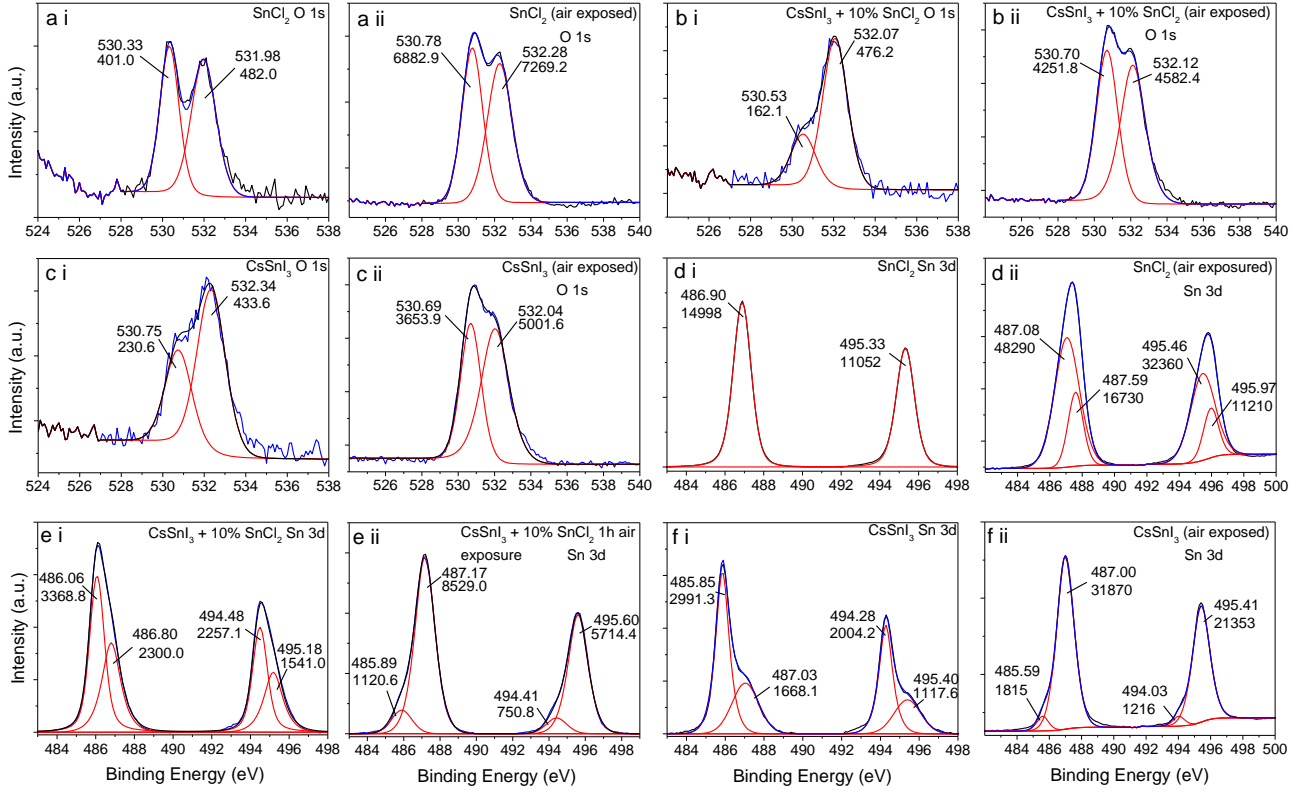 a i
SnCl2 O 1s
530.33
401.0
531.98
482.0
Intensity (a.u.)
524 526 528 530 532 534 536 538
a ii
SnCl2 (air exposed)
O 1s
530.78
6882.9
532.28
7269.2
526 528 530 532 534 536 538 540
b i
CsSnI3 + 10% SnCl2 O 1s
532.07
476.2
530.53
162.1
526 528 530 532 534 536 538
b ii
CsSnI3 + 10% SnCl2 (air exposed)
O 1s
530.70
4251.8
532.12
4582.4
526 528 530 532 534 536 538 540
c i
CsSnI3 O 1s
532.34
433.6
530.75
230.6
Intensity (a.u.)
524 526 528 530 532 534 536 538
c ii
CsSnI3 (air exposed)
O 1s
530.69
3653.9
532.04
5001.6
524 526 528 530 532 534 536 538 540
d i
SnCl2 Sn 3d
486.90
14998
495.33
11052
484 486 488 490 492 494 496 498
d ii
SnCl2 (air exposured)
Sn 3d
487.08
48290
487.59
16730
495.46
32360
495.97
11210
484 486 488 490 492 494 496 498 500
e i
CsSnI3 + 10% SnCl2 Sn 3d
486.06
3368.8
486.80
2300.0
494.48
2257.1
495.18
1541.0
Intensity (a.u.)
484 486 488 490 492 494 496 498
Binding Energy (eV)
e ii
CsSnI3 + 10% SnCl2 1h air
exposure
Sn 3d
487.17
8529.0
485.89
1120.6
495.60
5714.4
494.41
750.8
484 486 488 490 492 494 496 498
Binding Energy (eV)
f i
CsSnI3 Sn 3d
485.85
2991.3
487.03
1668.1
494.28
2004.2
495.40
1117.6
484 486 488 490 492 494 496 498
Binding Energy (eV)
f ii
CsSnI3 (air exposed)
Sn 3d
487.00
31870
485.59
1815
495.41
21353
494.03
1216
484 486 488 490 492 494 496 498 500
Binding Energy (eV)